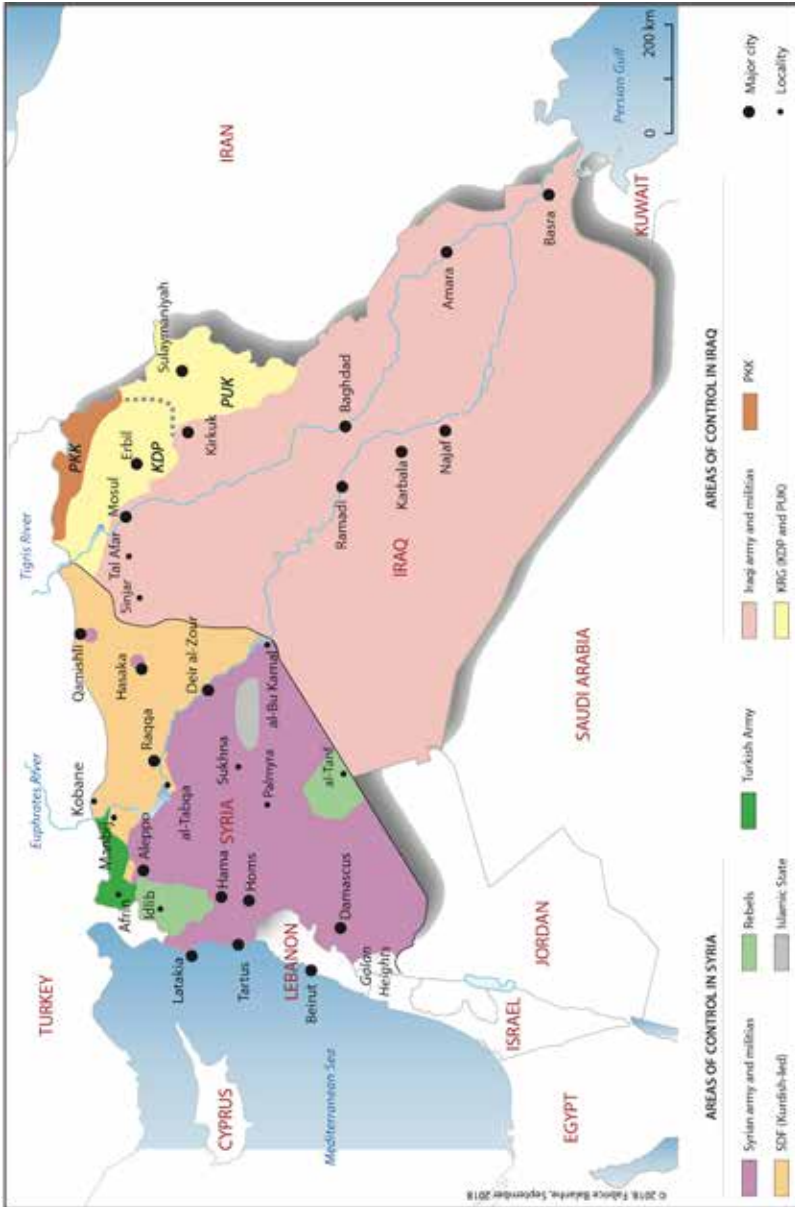 TURKEY
Euphrates River
Tigris River
CYPRUS
Mediterranean Sea
Latakia
Tartus
LEBANON
Beirut
Golan
Heights
ISRAEL
EGYPT
JORDAN
SAUDI ARABIA
KUWAIT
Persian Gulf
IRAN
Afrin
Idlib
Manbij
Kobane
Aleppo
al-Tabqa
Raqqa
Hasaka
Qamishli
Deir al-Zour
SYRIA
Hama
Homs
Sukhna
Palmyra
al-Bu Kamal
al-Tanf
Damascus
PKK
KDP
PUK
Sinjar
Tal Afar
Mosul
Erbil
Kirkuk
Sulaymaniyah
IRAQ
Ramadi
Baghdad
Karbala
Najaf
Amara
Basra
0
200 km
© 2018, Fabrice Balanche, September 2018
AREAS OF CONTROL IN SYRIA
Syrian army and militias
SDF (Kurdish-led)
Rebels
Islamic State
Turkish Army
AREAS OF CONTROL IN IRAQ
Iraqi army and militias
KRG (KDP and PUK)
PKK
Major city
Locality